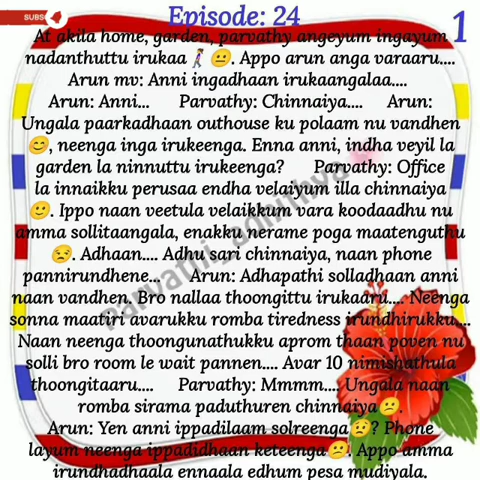 SUBSC
Episode: 24
1
At akila home, garden, parvathy angeyum ingayum
nadanthuttu irukaa🚶‍♀️😐. Appo arun anga varaaru....
Arun mv: Anni ingadhaan irukaangalaa....
Arun: Anni... Parvathy: Chinnaiya.... Arun:
Ungala paarkadhaan outhouse ku polaam nu vandhen
😊, neenga inga irukeenga. Enna anni, indha veyil la
garden la ninnuttu irukeenga? Parvathy: Office
la innaikku perusaa endha velaiyum illa chinnaiya
🙂. Ippo naan veetula velaikkum vara koodaadhu nu
amma sollitaangala, enakku nerame poga maatenguthu
😒. Adhaan.... Adhu sari chinnaiya, naan phone
pannirundhene.... Arun: Adhapathi solladhaan anni
naan vandhen. Bro nallaa thoongittu irukaaru.... Neenga
sonna maatiri avarukku romba tiredness irundhirukku....
Naan neenga thoongunathukku aprom thaan poven nu
solli bro room le wait pannen.... Avar 10 nimishathula
thoongitaaru.... Parvathy: Mmmm.... Ungala naan
romba sirama paduthuren chinnaiya😕.
Arun: Yen anni ippadilaam solreenga😟? Phone
layum neenga ippadidhaan keteenga😟. Appo amma
irundhadhaala ennaala edhum pesa mudiyala.